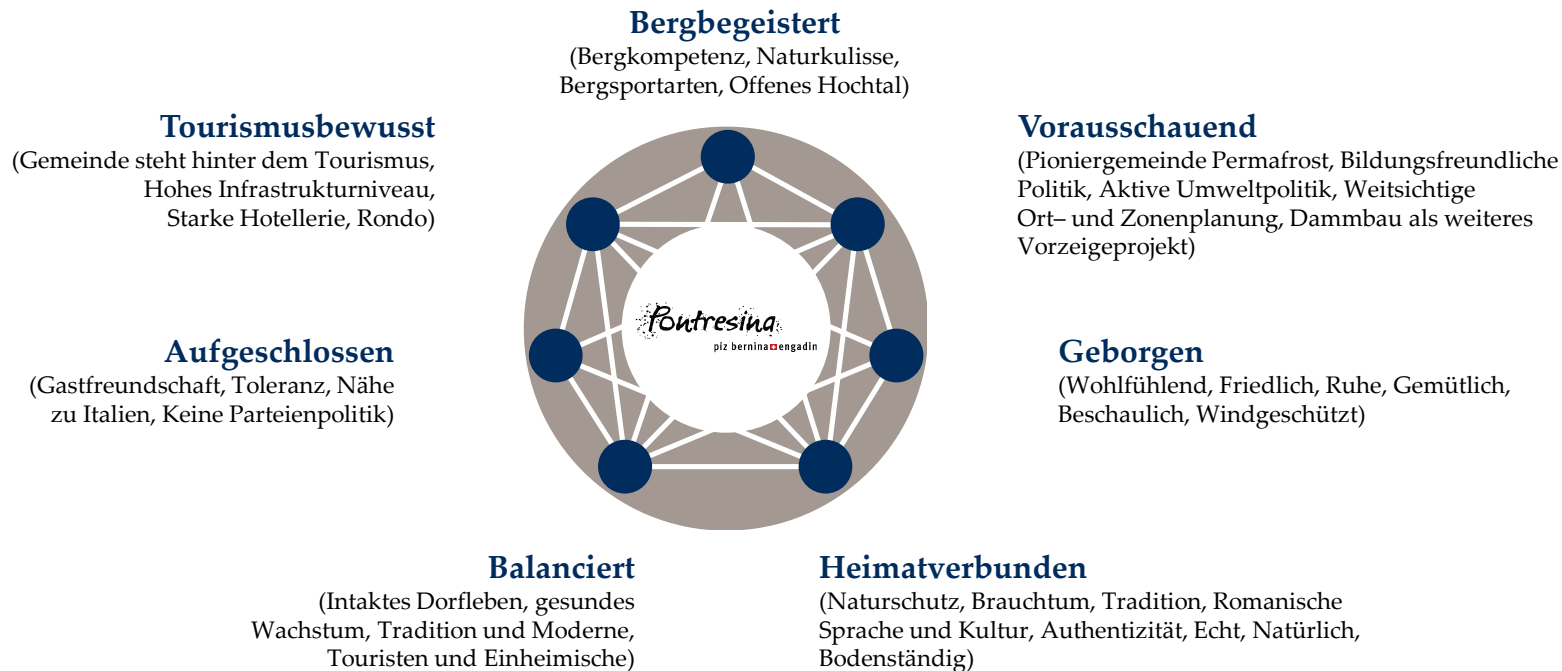 Bergbegeistert
(Bergkompetenz, Naturkulisse,
Bergsportarten, Offenes Hochtal)
Tourismusbewusst
(Gemeinde steht hinter dem Tourismus,
Hohes Infrastrukturniveau,
Starke Hotellerie, Rondo)
Vorausschauend
(Pioniergemeinde Permafrost, Bildungsfreundliche
Politik, Aktive Umweltpolitik, Weitsichtige
Ort– und Zonenplanung, Dammbau als weiteres
Vorzeigeprojekt)
Pontresina
piz bernina engadin
Aufgeschlossen
(Gastfreundschaft, Toleranz, Nähe
zu Italien, Keine Parteienpolitik)
Geborgen
(Wohlfühlend, Friedlich, Ruhe, Gemütlich,
Beschaulich, Windgeschützt)
Balanciert
(Intaktes Dorfleben, gesundes
Wachstum, Tradition und Moderne,
Touristen und Einheimische)
Heimatverbunden
(Naturschutz, Brauchtum, Tradition, Romanische
Sprache und Kultur, Authentizität, Echt, Natürlich,
Bodenständig)